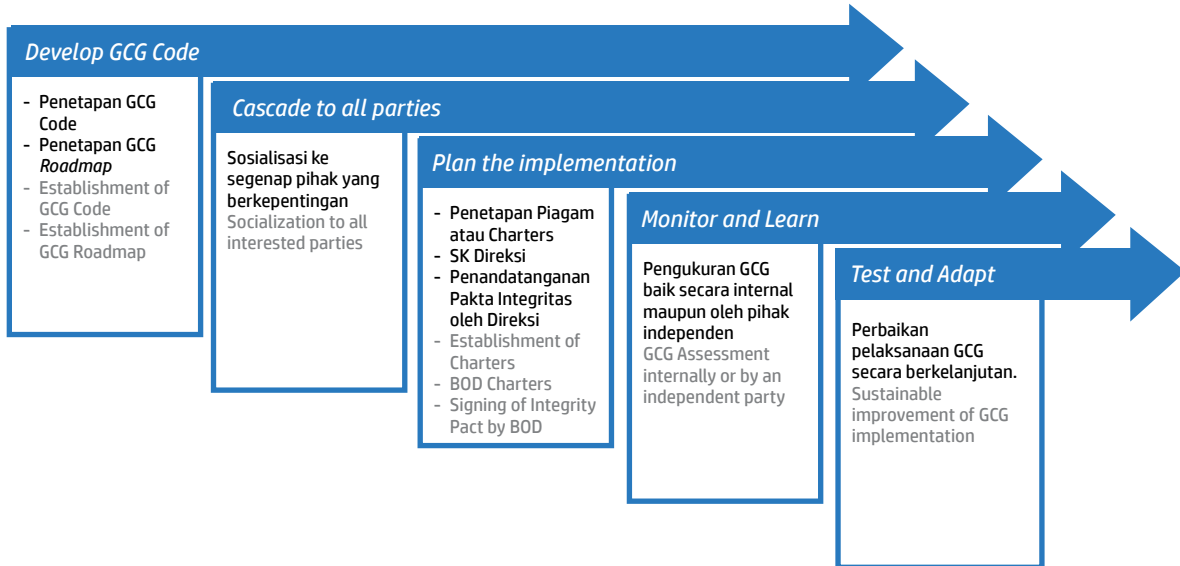 Develop GCG Code
- Penetapan GCG
Code
- Penetapan GCG
Roadmap
- Establishment of
GCG Code
- Establishment of
GCG Roadmap
Cascade to all parties
Sosialisasi ke
segenap pihak yang
berkepentingan
Socialization to all
interested parties
Plan the implementation
- Penetapan Piagam
atau Charters
- SK Direksi
- Penandatanganan
Pakta Integritas
oleh Direksi
- Establishment of
Charters
- BOD Charters
- Signing of Integrity
Pact by BOD
Monitor and Learn
Pengukuran GCG
baik secara internal
maupun oleh pihak
independen
GCG Assessment
internally or by an
independent party
Test and Adapt
Perbaikan
pelaksanaan GCG
secara berkelanjutan.
Sustainable
improvement of GCG
implementation